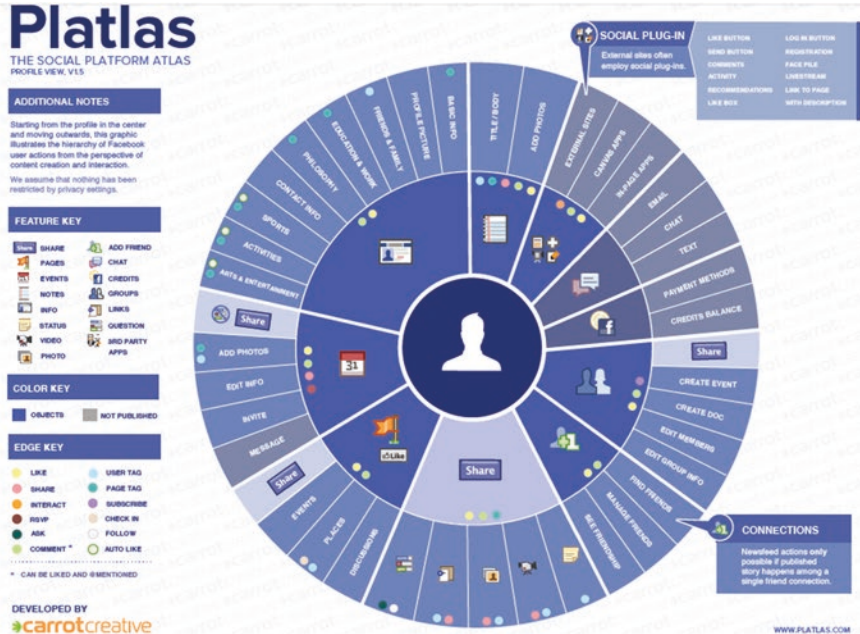 Platlas
THE SOCIAL PLATFORM ATLAS
PROFILE VIEW, V1.5
ADDITIONAL NOTES
Starting from the profile in the center
and moving outwards, this graphic
illustrates the hierarchy of Facebook
user actions from the perspective of
content creation and interaction.
We assume that nothing has been
restricted by privacy settings.
FEATURE KEY
Share SHARE
PAGES
EVENTS
NOTES
INFO
STATUS
VIDEO
PHOTO
ADD FRIEND
CHAT
CREDITS
GROUPS
LINKS
QUESTION
3RD PARTY
APPS
COLOR KEY
OBJECTS
NOT PUBLISHED
EDGE KEY
LIKE
SHARE
INTERACT
RSVP
ASK
COMMENT *
USER TAG
PAGE TAG
SUBSCRIBE
CHECK IN
FOLLOW
AUTO LIKE
* CAN BE LIKED AND @MENTIONED
DEVELOPED BY
carrotcreative
SOCIAL PLUG-IN
External sites often
employ social plug-ins.
LIKE BUTTON
SEND BUTTON
COMMENTS
ACTIVITY
RECOMMENDATIONS
LIKE BOX
LOG IN BUTTON
REGISTRATION
FACE PILE
LIVESTREAM
LINK TO PAGE
WITH DESCRIPTION
TITLE / BODY
ADD PHOTOS
EXTERNAL SITES
CANVAS APPS
IN-PAGE APPS
EMAIL
CHAT
TEXT
PAYMENT METHODS
CREDITS BALANCE
Share
CREATE EVENT
CREATE DOC
EDIT MEMBERS
EDIT GROUP INFO
FIND FRIENDS
MANAGE FRIENDS
SEE FRIENDSHIP
Share
DISCUSSIONS
PLACES
EVENTS
Share
MESSAGE
INVITE
EDIT INFO
ADD PHOTOS
Share
ARTS & ENTERTAINMENT
ACTIVITIES
SPORTS
CONTACT INFO
PHILOSOPHY
EDUCATION & WORK
FRIENDS & FAMILY
PROFILE PICTURE
BASIC INFO
31
Like
+1
CONNECTIONS
Newsfeed actions only
possible if published
story happens among a
single friend connection.
WWW.PLATLAS.COM